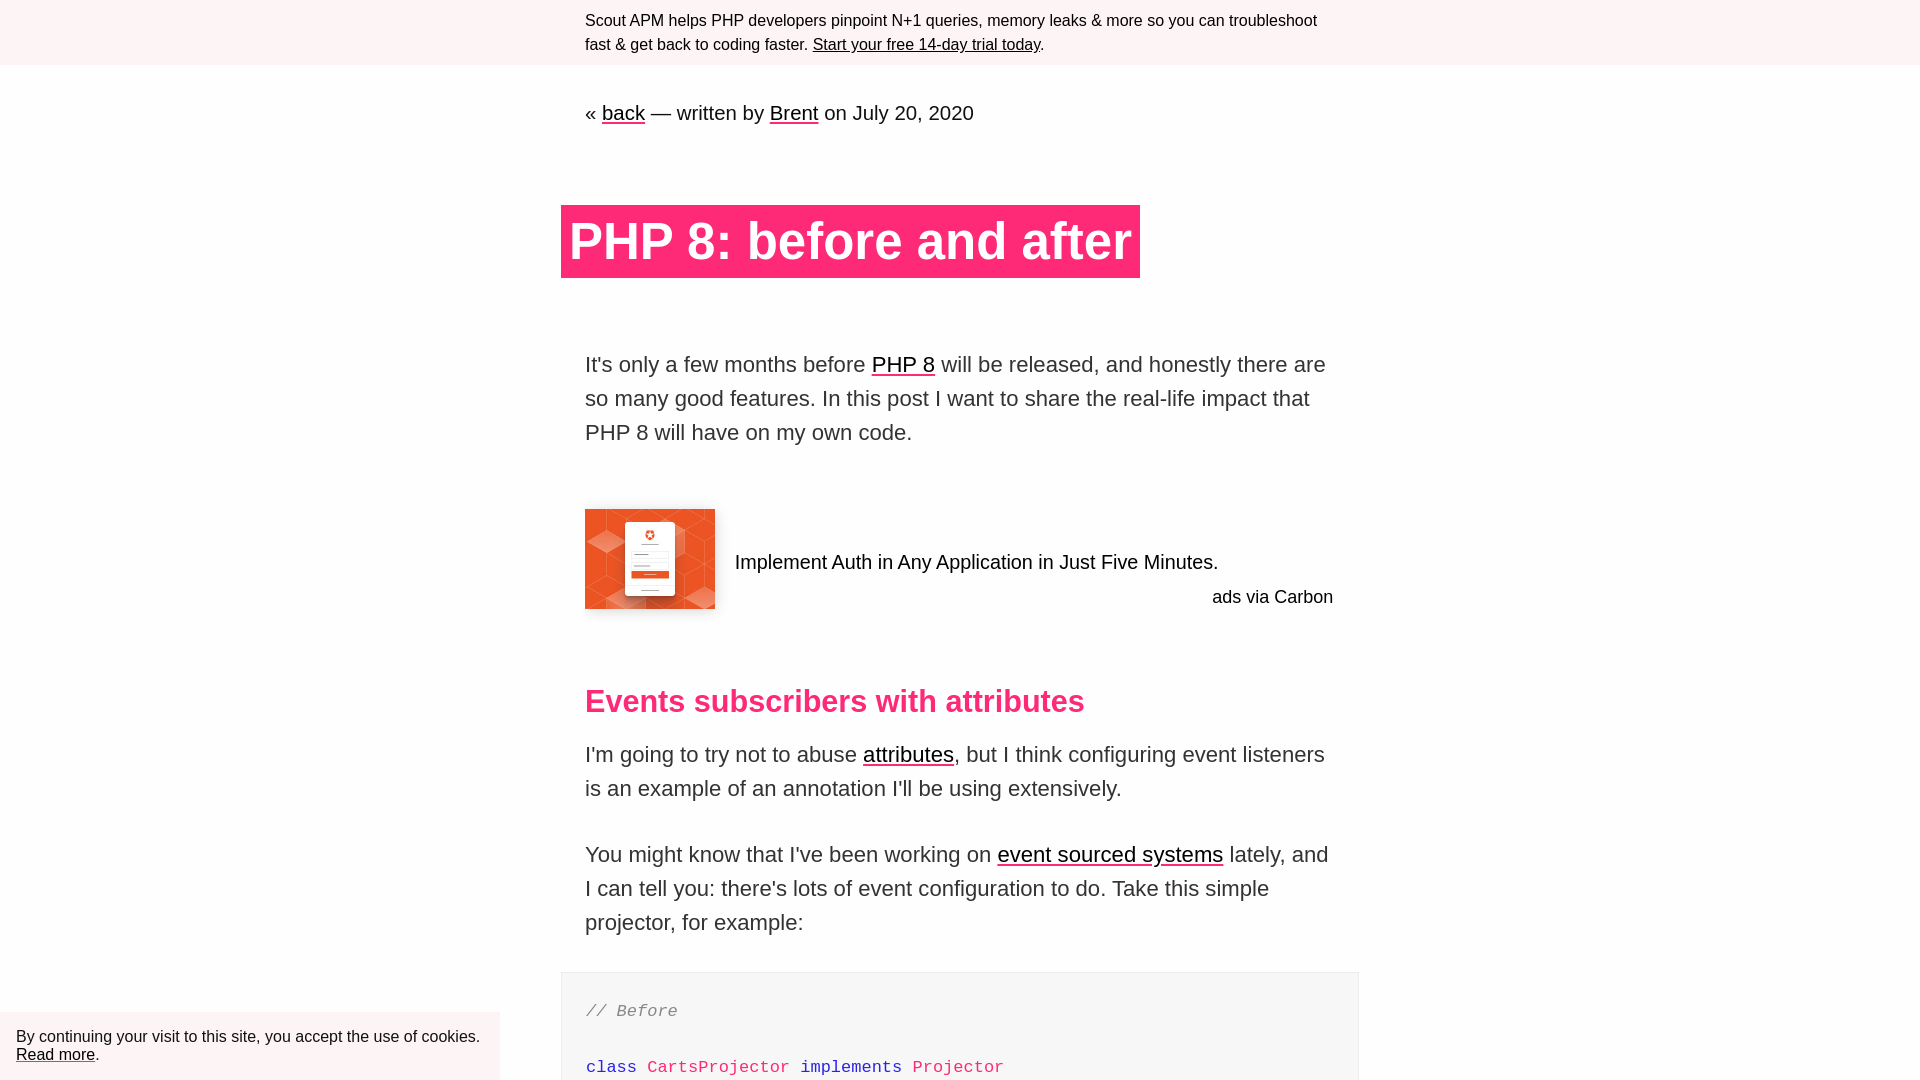 Scout APM helps PHP developers pinpoint N+1 queries, memory leaks & more so you can troubleshoot
fast & get back to coding faster. Start your free 14-day trial today.
« back — written by Brent on July 20, 2020
PHP 8: before and after
It's only a few months before PHP 8 will be released, and honestly there are
so many good features. In this post I want to share the real-life impact that
PHP 8 will have on my own code.
Implement Auth in Any Application in Just Five Minutes.
ads via Carbon
Events subscribers with attributes
I'm going to try not to abuse attributes, but I think configuring event listeners
is an example of an annotation I'll be using extensively.
You might know that I've been working on event sourced systems lately, and
I can tell you: there's lots of event configuration to do. Take this simple
projector, for example:
// Before
class CartsProjector implements Projector
By continuing your visit to this site, you accept the use of cookies.
Read more.